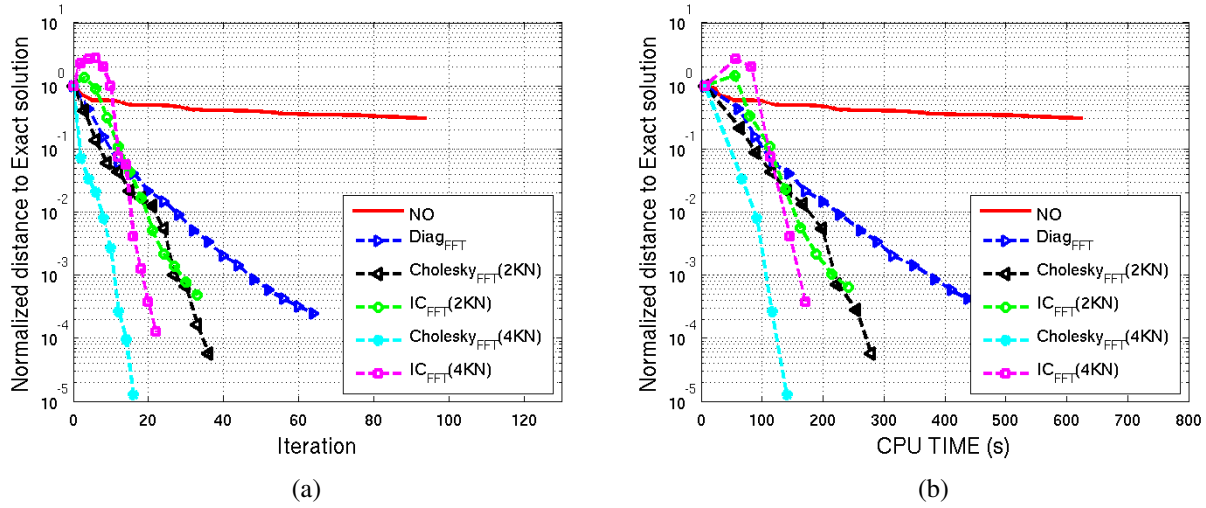 Normalized distance to Exact solution
10^1
10^0
10^-1
10^-2
10^-3
10^-4
10^-5
0 20 40 60 80 100 120
Iteration
NO
Diag_FFT
Cholesky_FFT(2KN)
IC_FFT(2KN)
Cholesky_FFT(4KN)
IC_FFT(4KN)
(a)
Normalized distance to Exact solution
10^1
10^0
10^-1
10^-2
10^-3
10^-4
10^-5
0 100 200 300 400 500 600 700 800
CPU TIME (s)
NO
Diag_FFT
Cholesky_FFT(2KN)
IC_FFT(2KN)
Cholesky_FFT(4KN)
IC_FFT(4KN)
(b)